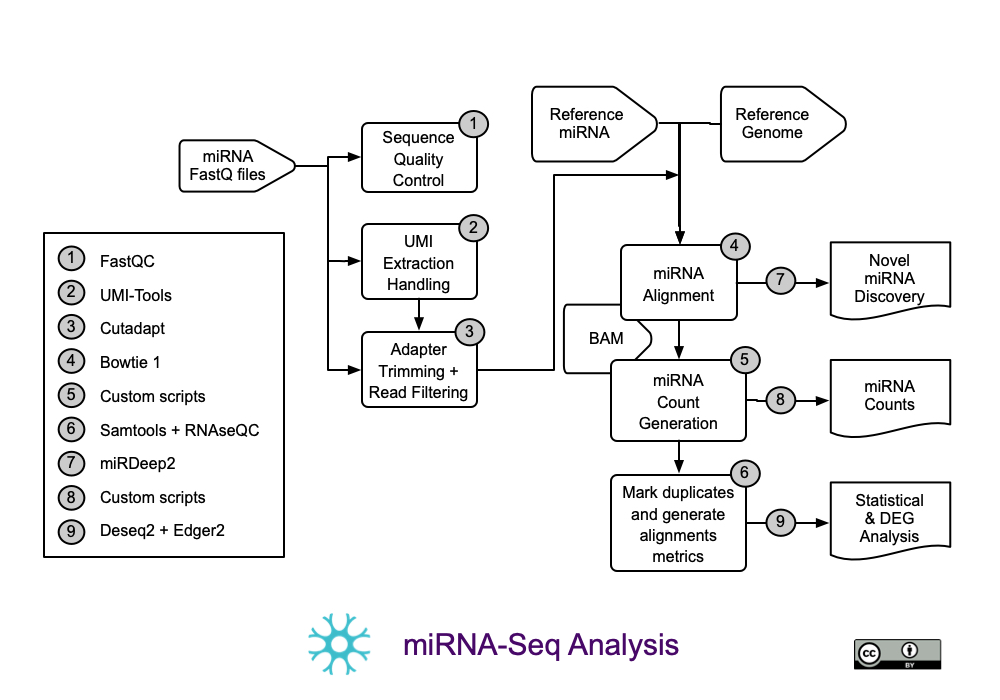 Reference
miRNA
Reference
Genome
miRNA
FastQ files
1
Sequence
Quality
Control
2
UMI
Extraction
Handling
3
Adapter
Trimming +
Read Filtering
4
miRNA
Alignment
7
Novel
miRNA
Discovery
BAM
5
miRNA
Count
Generation
8
miRNA
Counts
6
Mark duplicates
and generate
alignments
metrics
9
Statistical
& DEG
Analysis
1 FastQC
2 UMI-Tools
3 Cutadapt
4 Bowtie 1
5 Custom scripts
6 Samtools + RNAseQC
7 miRDeep2
8 Custom scripts
9 Deseq2 + Edger2
miRNA-Seq Analysis
cc
BY